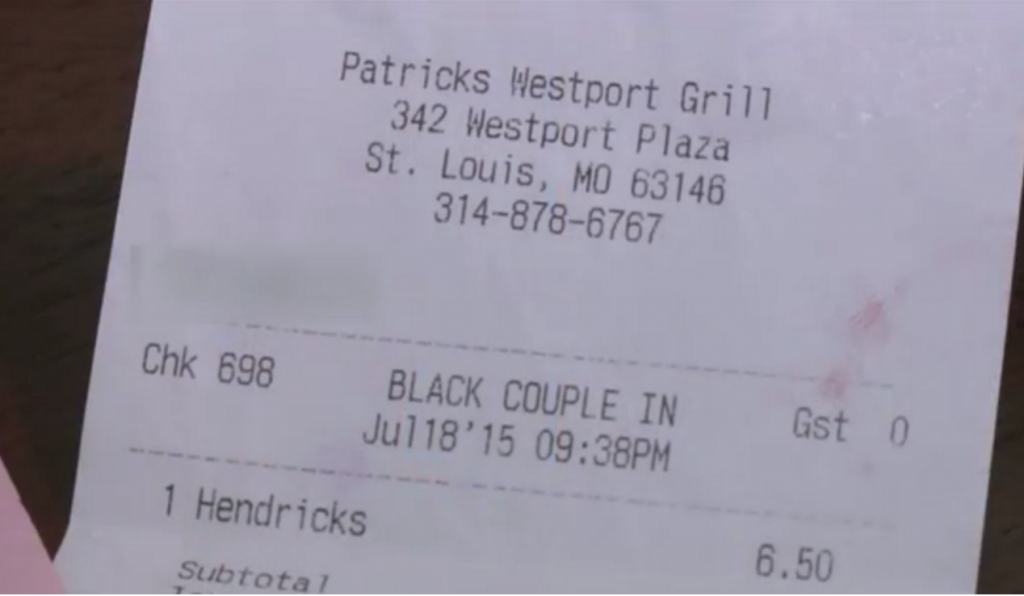 Patricks Westport Grill
342 Westport Plaza
St. Louis, MO 63146
314-878-6767
Chk 698 BLACK COUPLE IN Gst 0
Jul18'15 09:38PM
1 Hendricks 6.50
Subtotal